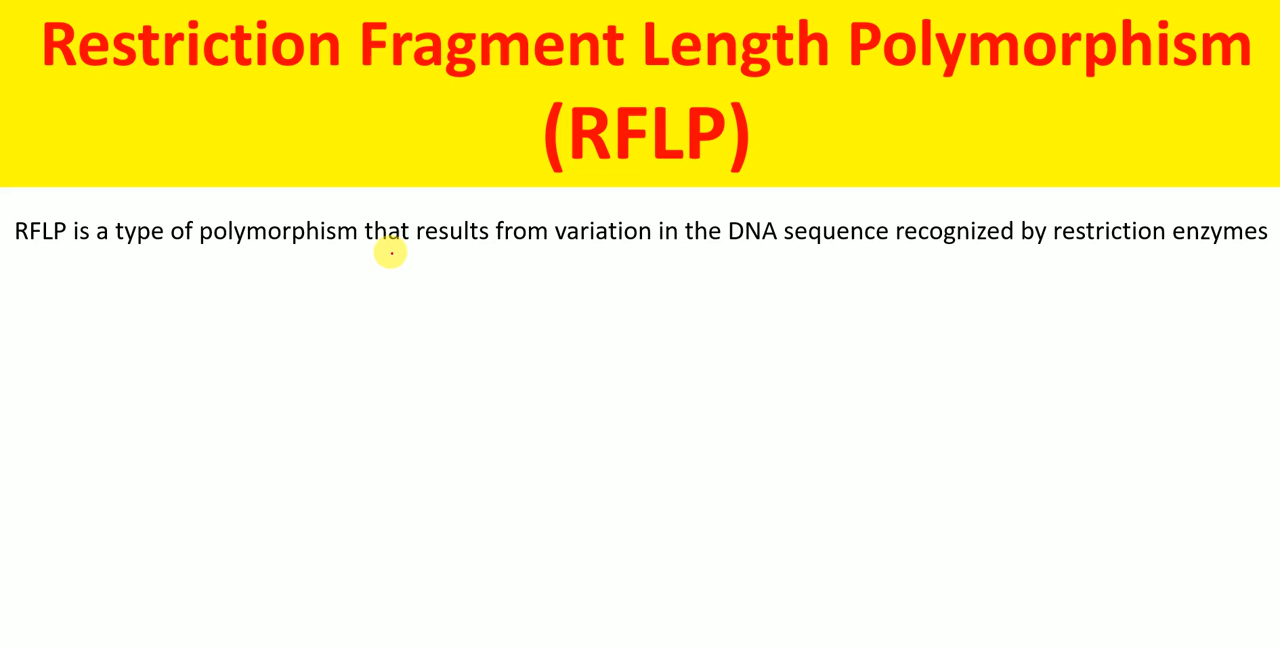 Restriction Fragment Length Polymorphism
(RFLP)
RFLP is a type of polymorphism that results from variation in the DNA sequence recognized by restriction enzymes